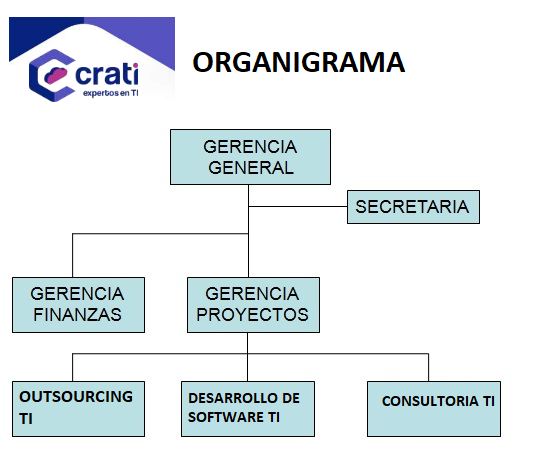 crati
expertos en TI
ORGANIGRAMA
GERENCIA
GENERAL
SECRETARIA
GERENCIA
FINANZAS
GERENCIA
PROYECTOS
OUTSOURCING
TI
DESARROLLO DE
SOFTWARE TI
CONSULTORIA TI